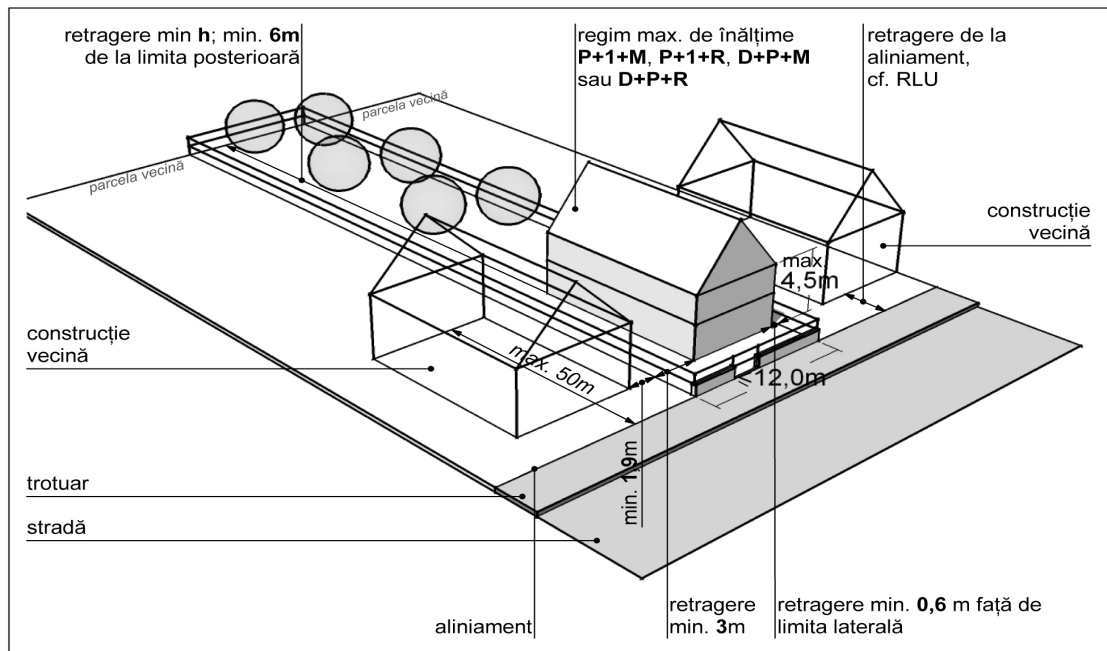 retragere min h; min. 6m
de la limita posterioară
regim max. de înălțime
P+1+M, P+1+R, D+P+M
sau D+P+R
retragere de la
aliniament,
cf. RLU
parcela vecină
parcela vecină
construcție
vecină
max
4,5m
construcție
vecină
max. 50m
≤12,0m
min. 1,9m
trotuar
stradă
aliniament
retragere
min. 3m
retragere min. 0,6 m față de
limita laterală